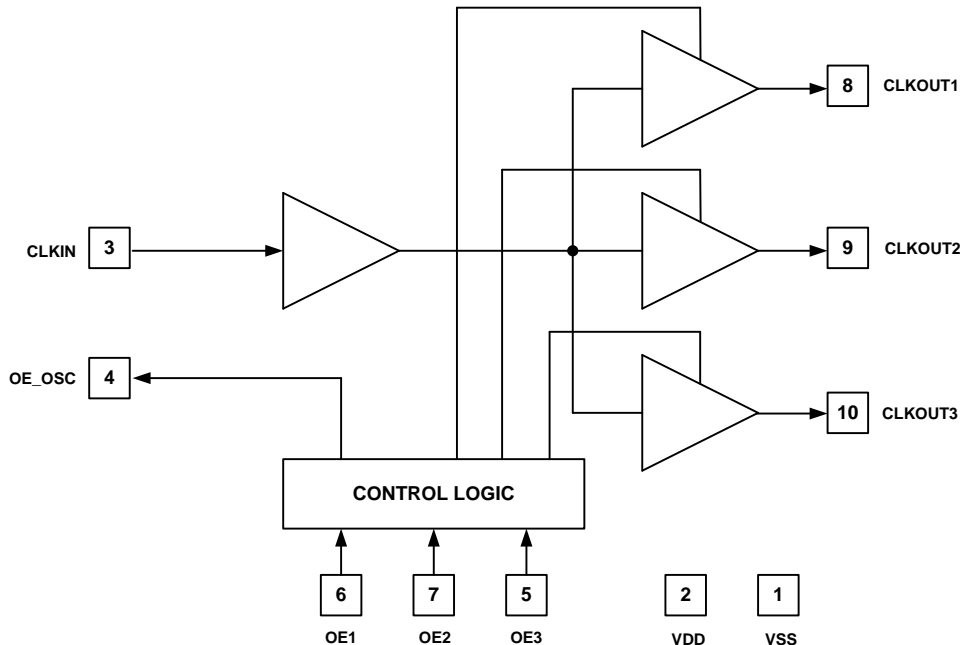 8 CLKOUT1
CLKIN 3
9 CLKOUT2
OE_OSC 4
10 CLKOUT3
CONTROL LOGIC
6 7 5 2 1
OE1 OE2 OE3 VDD VSS